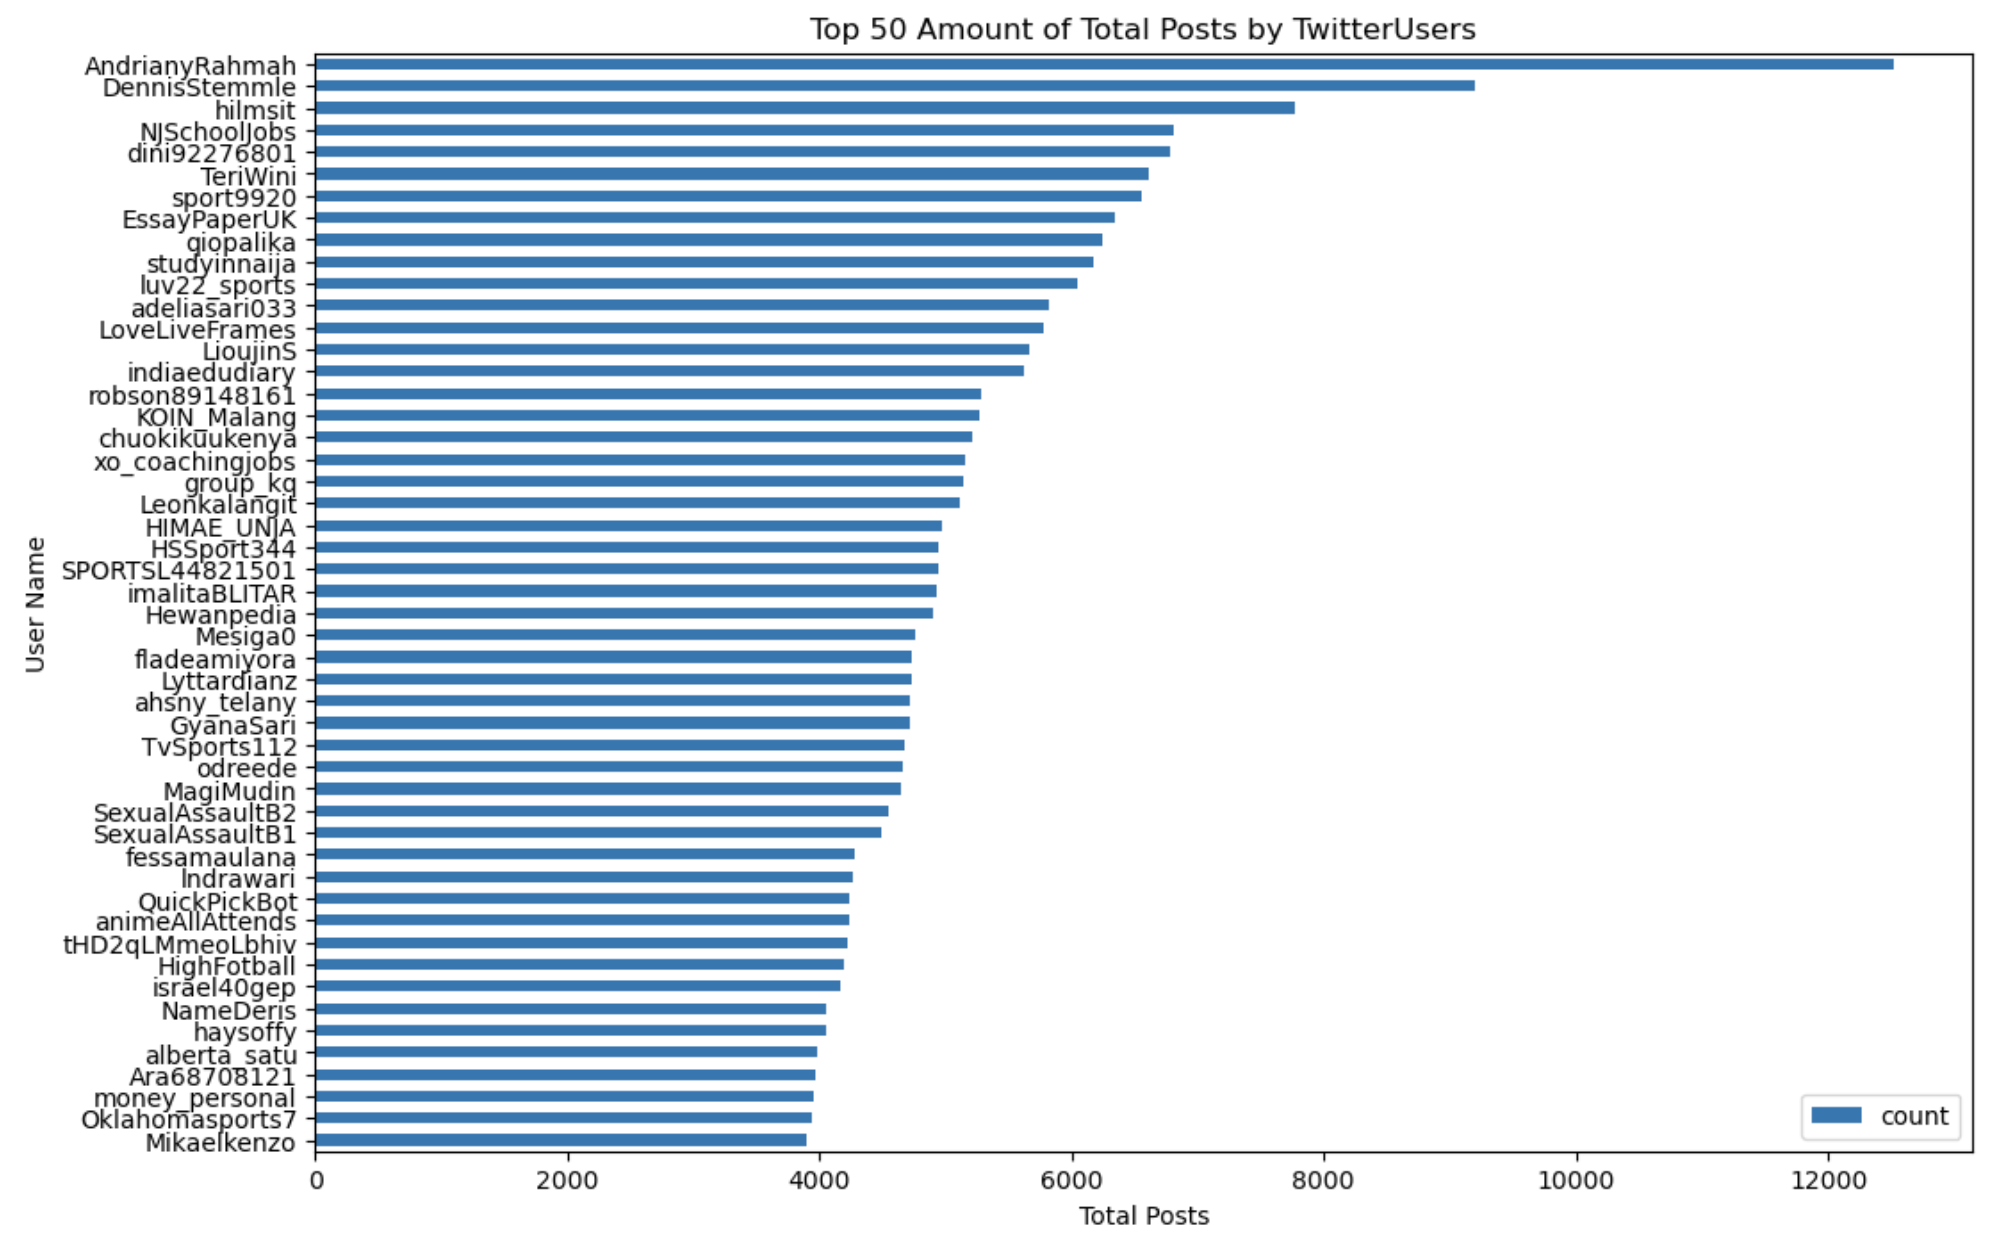 Top 50 Amount of Total Posts by TwitterUsers
AndrianyRahmah
DennisStemmle
hilmsit
NJSchoolJobs
dini92276801
TeriWini
sport9920
EssayPaperUK
qiopalika
studyinnaija
luv22_sports
adeliasari033
LoveLiveFrames
LioujinS
indiaedudiary
robson89148161
KOIN_Malang
chuokikuukenya
xo_coachingjobs
group_kq
Leonkalangit
HIMAE_UNJA
HSSport344
SPORTSL44821501
imalitaBLITAR
Hewanpedia
Mesiga0
fladeamiyora
Lyttardianz
ahsny_telany
GyanaSari
TvSports112
odreede
MagiMudin
SexualAssaultB2
SexualAssaultB1
fessamaulana
lndrawari
QuickPickBot
animeAllAttends
tHD2qLMmeoLbhiv
HighFotball
israel40gep
NameDeris
haysoffy
alberta_satu
Ara68708121
money_personal
Oklahomasports7
Mikaelkenzo
User Name
count
0 2000 4000 6000 8000 10000 12000
Total Posts